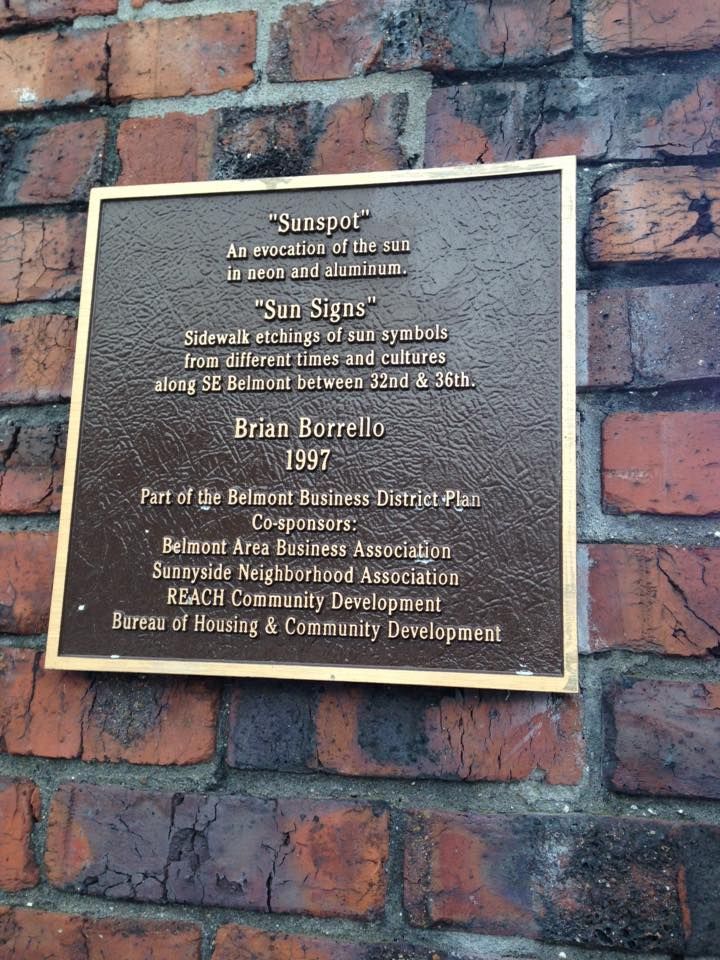 "Sunspot"
An evocation of the sun
in neon and aluminum.
"Sun Signs"
Sidewalk etchings of sun symbols
from different times and cultures
along SE Belmont between 32nd & 36th.
Brian Borrello
1997
Part of the Belmont Business District Plan
Co-sponsors:
Belmont Area Business Association
Sunnyside Neighborhood Association
REACH Community Development
Bureau of Housing & Community Development